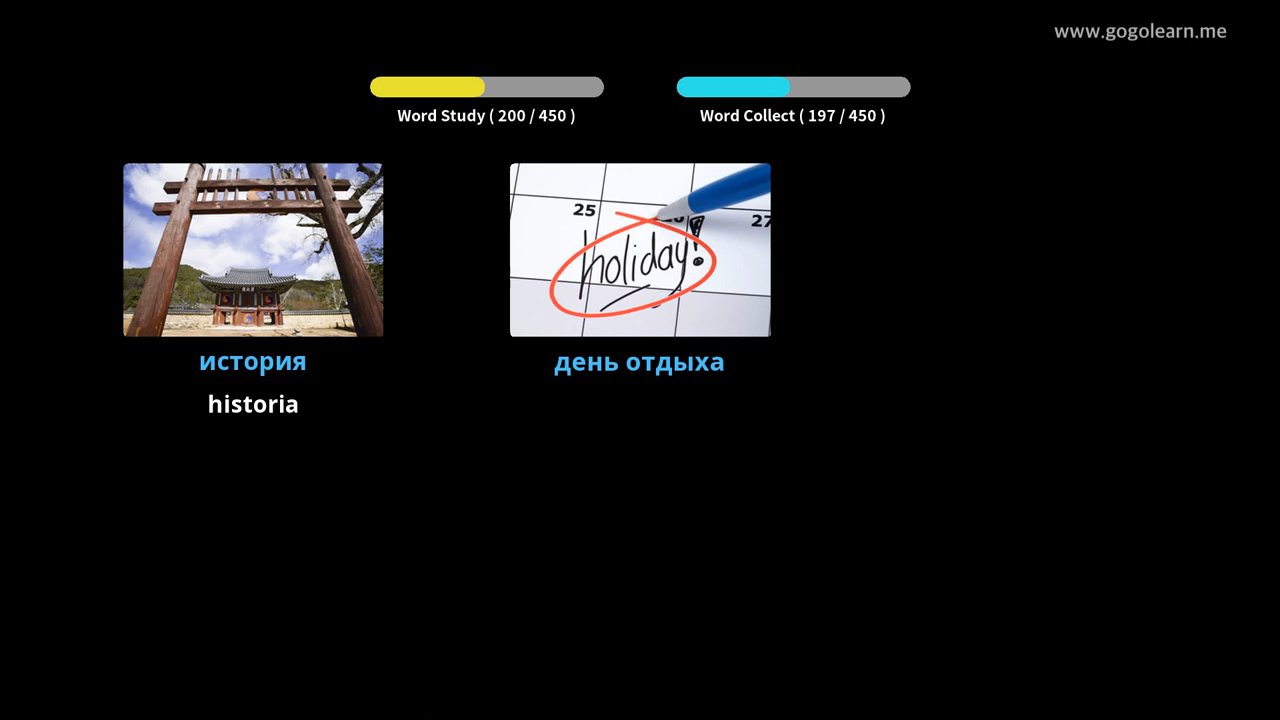 www.gogolearn.me
Word Study ( 200 / 450 )
Word Collect ( 197 / 450 )
25
27
holiday!
история
день отдыха
historia